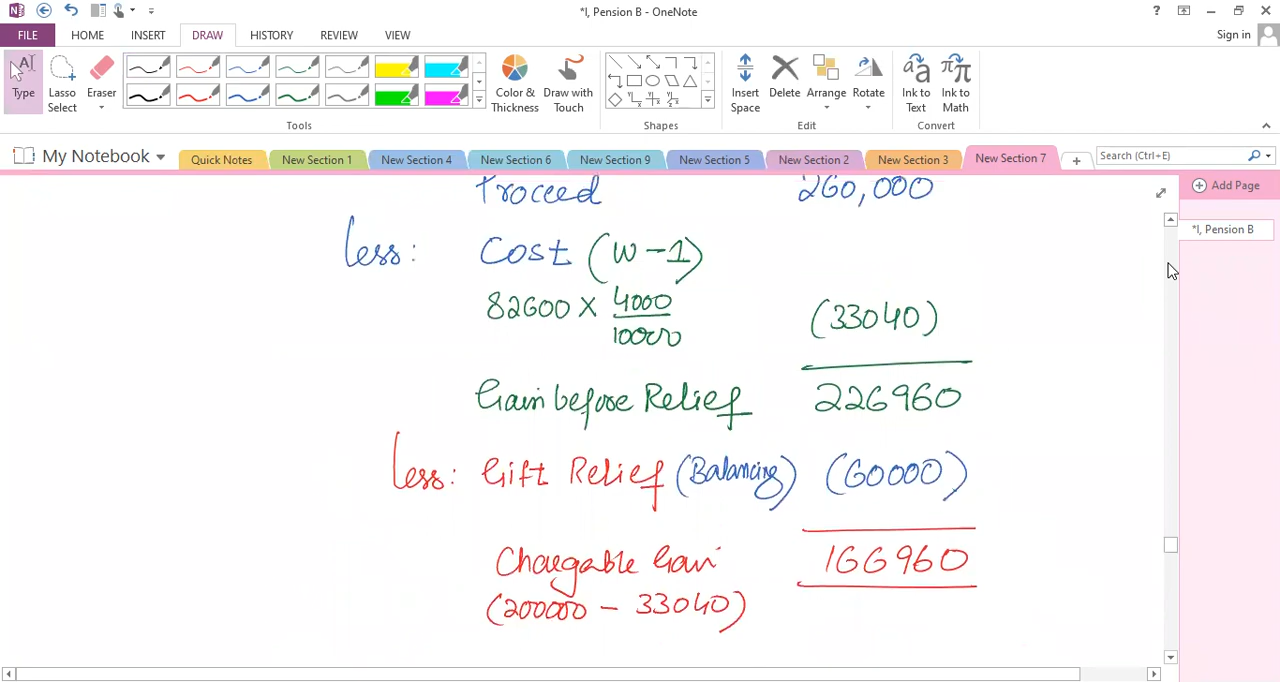 *I, Pension B - OneNote
?
FILE HOME INSERT DRAW HISTORY REVIEW VIEW
Sign in
Type
Lasso Select
Eraser
Color & Thickness
Draw with Touch
Insert Space
Delete
Arrange
Rotate
Ink to Text
Ink to Math
Tools
Shapes
Edit
Convert
My Notebook
Quick Notes
New Section 1
New Section 4
New Section 6
New Section 9
New Section 5
New Section 2
New Section 3
New Section 7
+
Search (Ctrl+E)
Add Page
*I, Pension B
Proceed 260,000
less: Cost (W-1)
82600 × 4000/10000 (33040)
Gain before Relief 226960
Less: Gift Relief (Balancing) (60000)
Chargable Gain 166960
(200000 - 33040)